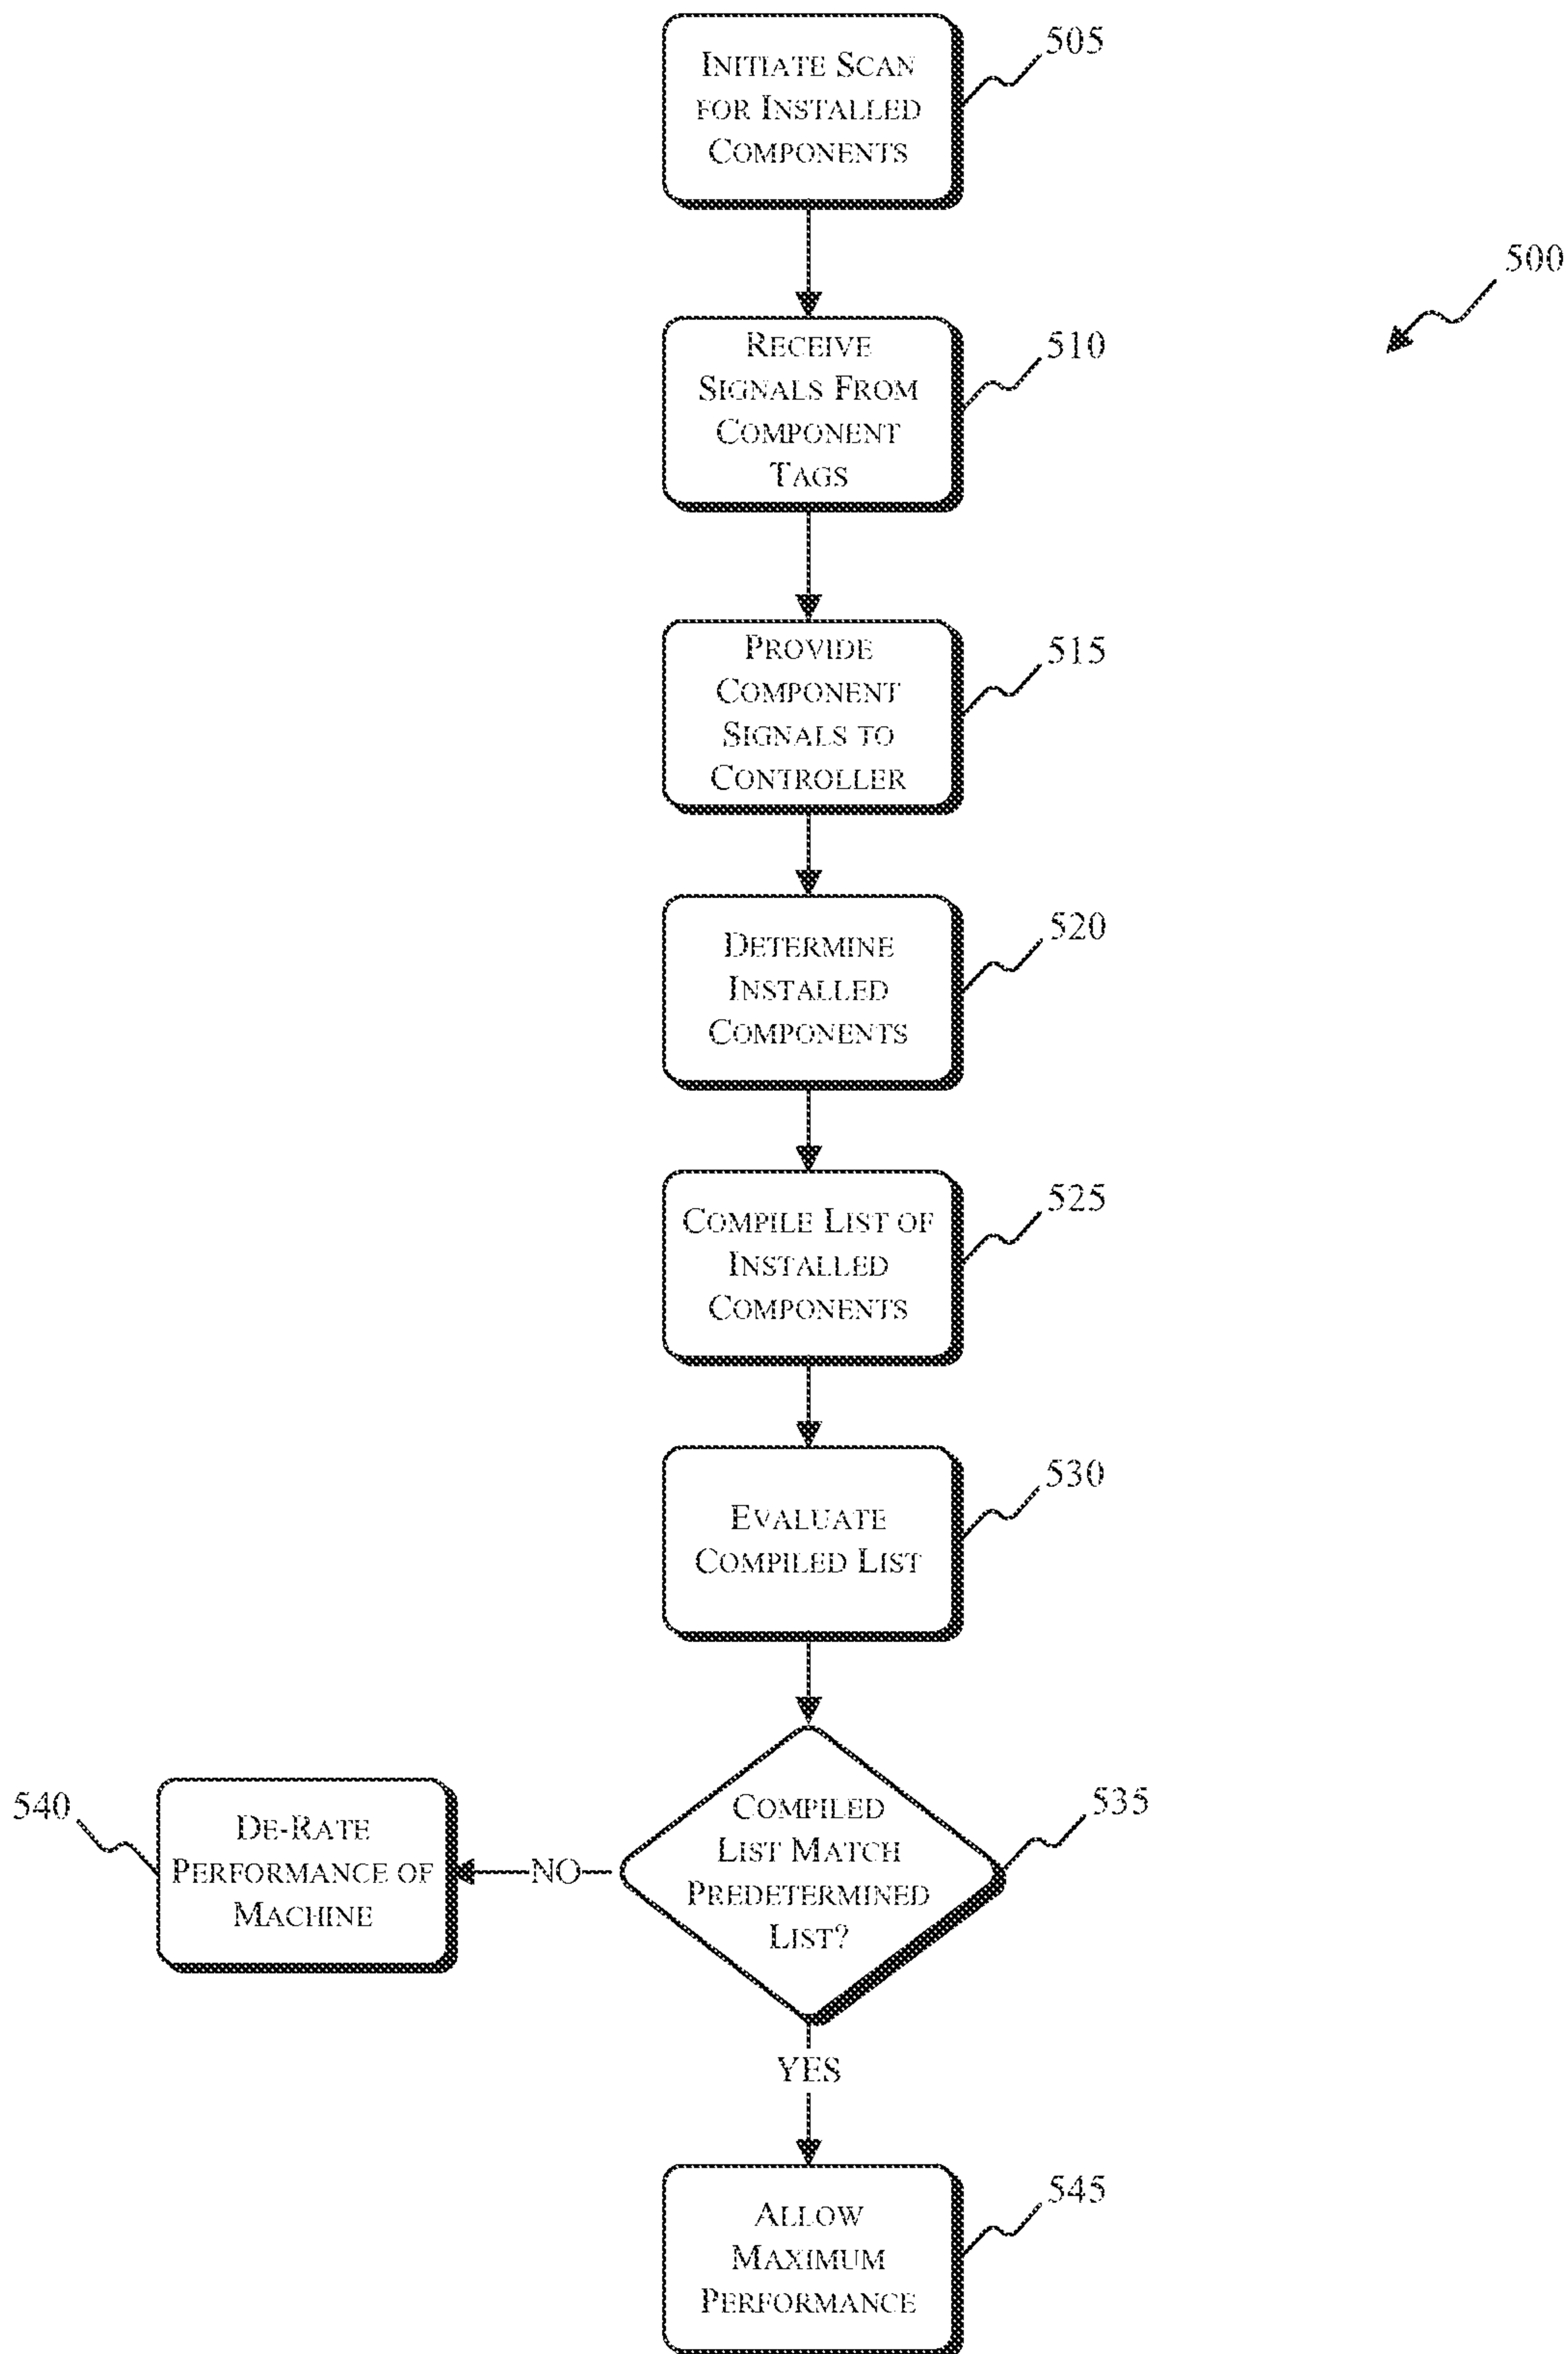 INITIATE SCAN
FOR INSTALLED
COMPONENTS
505
500
RECEIVE
SIGNALS FROM
COMPONENT
TAGS
510
PROVIDE
COMPONENT
SIGNALS TO
CONTROLLER
515
DETERMINE
INSTALLED
COMPONENTS
520
COMPILE LIST OF
INSTALLED
COMPONENTS
525
EVALUATE
COMPILED LIST
530
COMPILED
LIST MATCH
PREDETERMINED
LIST?
535
NO
540
DE-RATE
PERFORMANCE OF
MACHINE
YES
ALLOW
MAXIMUM
PERFORMANCE
545